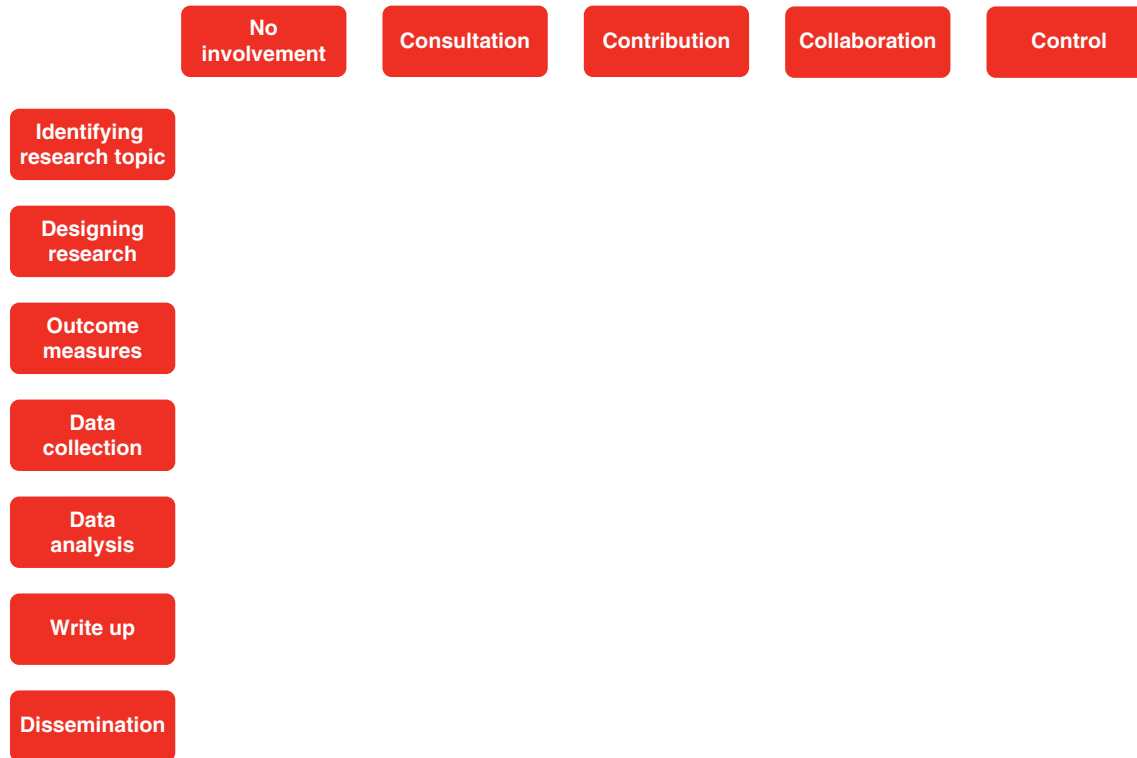 No
involvement
Consultation
Contribution
Collaboration
Control
Identifying
research topic
Designing
research
Outcome
measures
Data
collection
Data
analysis
Write up
Dissemination